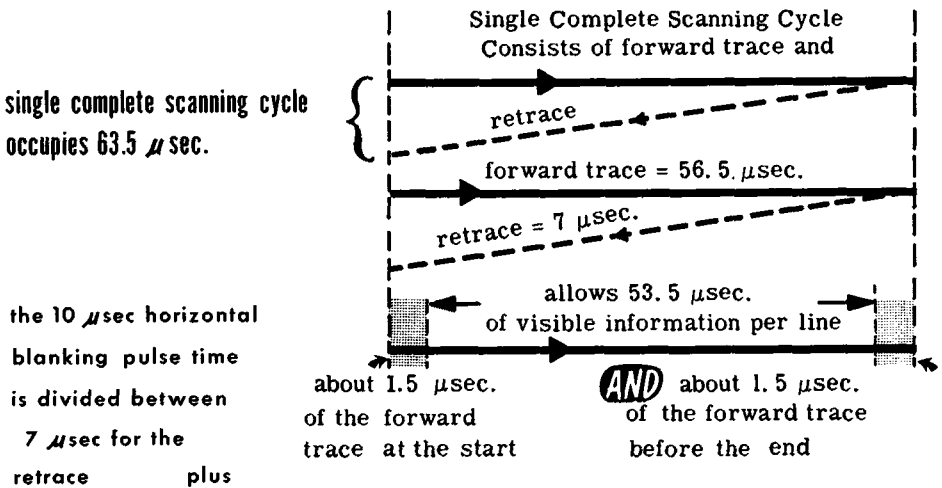 Single Complete Scanning Cycle
Consists of forward trace and
single complete scanning cycle
occupies 63.5 μsec.
retrace
forward trace = 56.5. μsec.
retrace = 7 μsec.
allows 53.5 μsec.
of visible information per line
the 10 μsec horizontal
blanking pulse time
is divided between
7 μsec for the
retrace plus
about 1.5 μsec.
of the forward
trace at the start
AND about 1.5 μsec.
of the forward trace
before the end